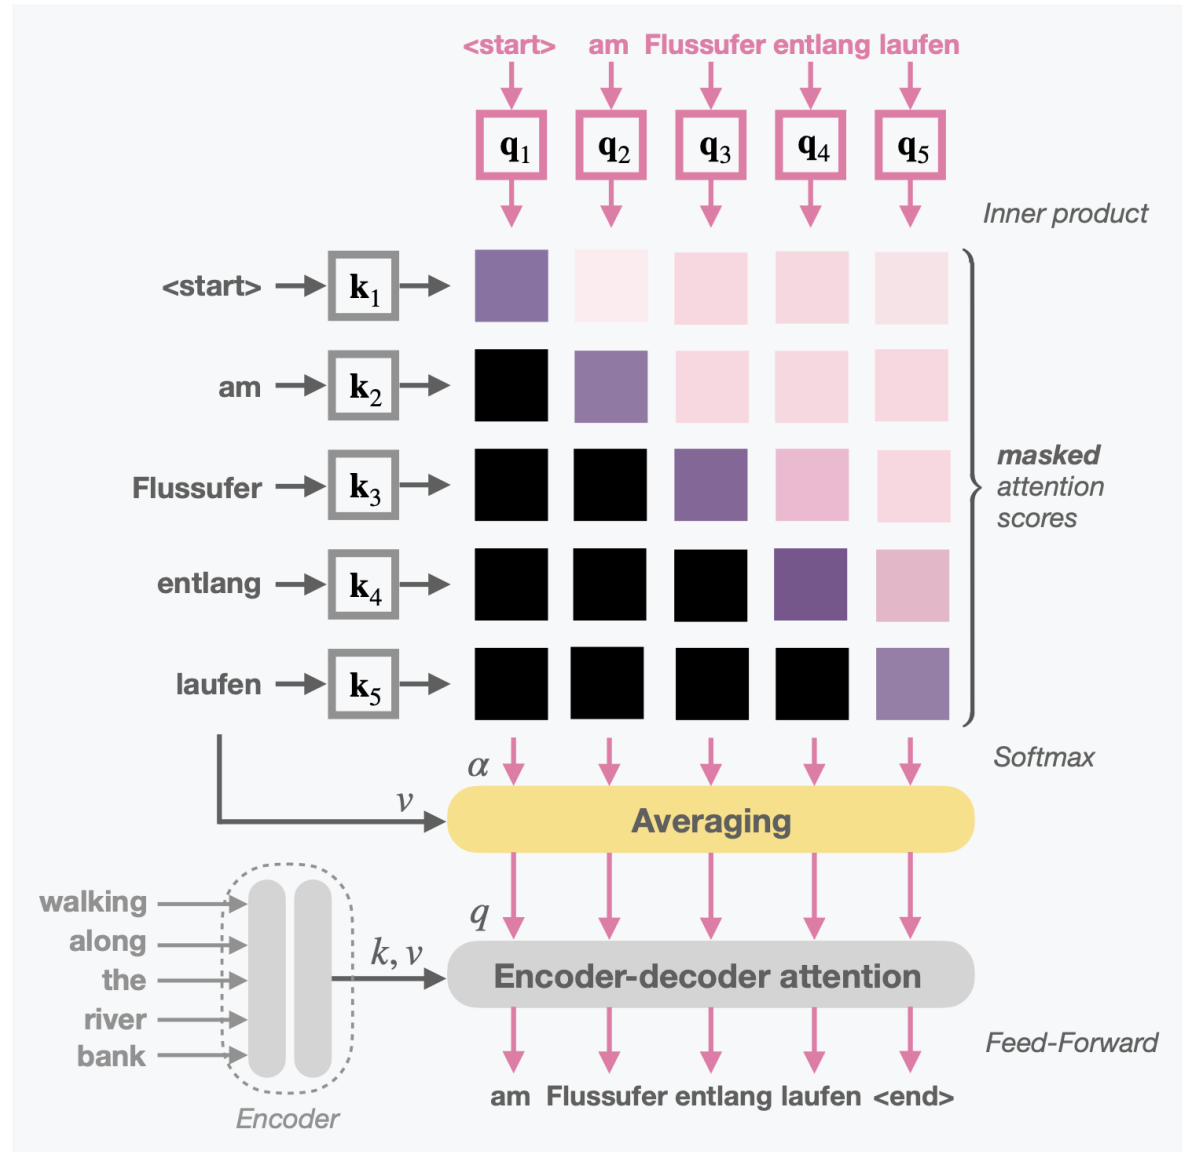 <start> am Flussufer entlang laufen
q1 q2 q3 q4 q5
Inner product
<start> k1
am k2
Flussufer k3
masked
attention
scores
entlang k4
laufen k5
Softmax
α
v
Averaging
q
walking
along
the
river
bank
Encoder
k, v
Encoder-decoder attention
Feed-Forward
am Flussufer entlang laufen <end>